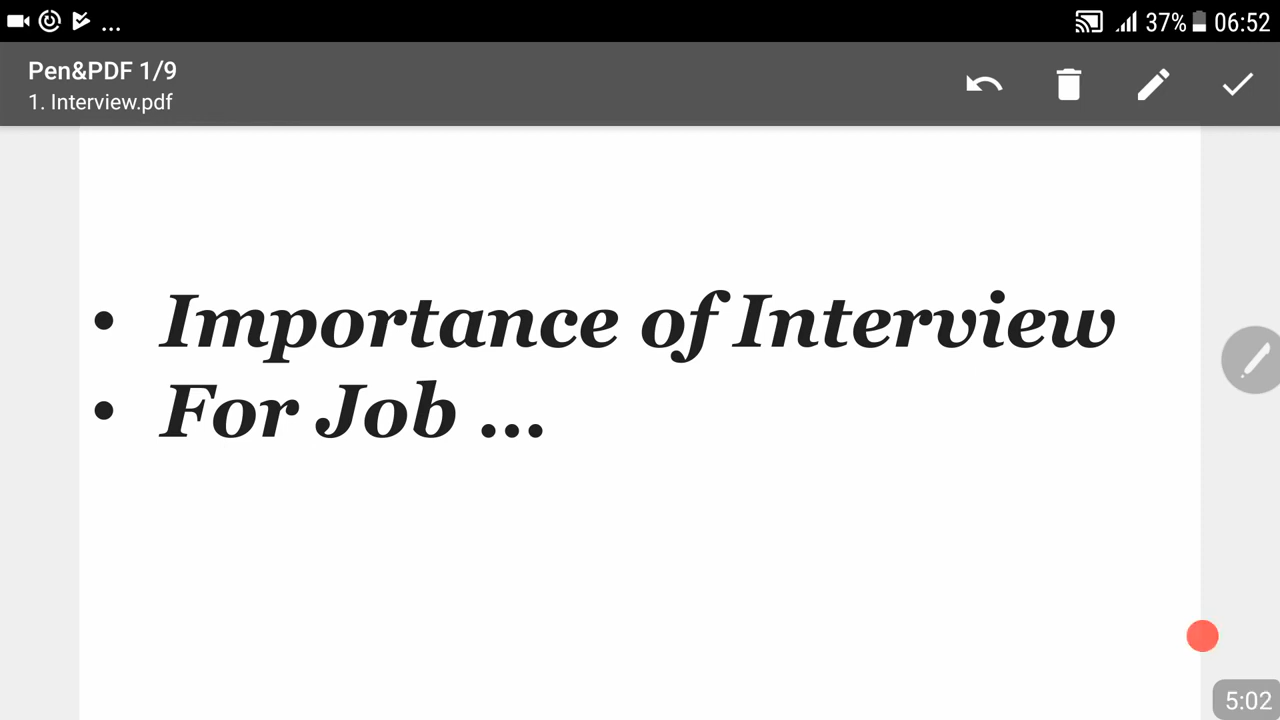 ... 37% 06:52
Pen&PDF 1/9
1. Interview.pdf
• Importance of Interview
• For Job ...
5:02